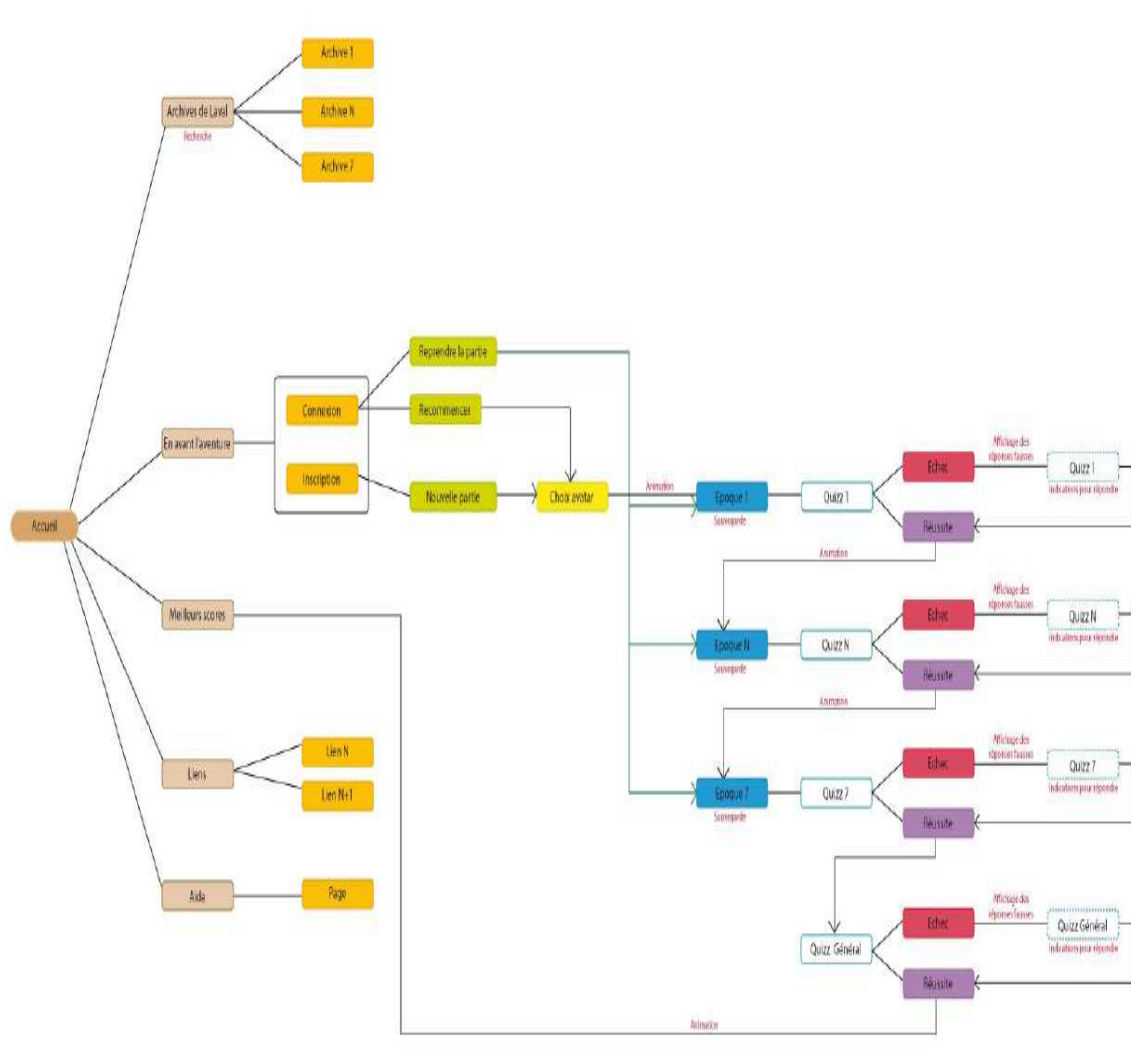 Archive 1
Archives de Laval
Recherche
Archive N
Archive 7
Reprendre la partie
Connexion
Recommencer
En avant l'aventure
Inscription
Nouvelle partie
Choix avatar
Animation
Epoque 1
Sauvegarde
Quizz 1
Echec
Affichage des
réponses fausses
Quizz 1
Indications pour répondre
Réussite
Animation
Accueil
Meilleurs scores
Epoque N
Sauvegarde
Quizz N
Echec
Affichage des
réponses fausses
Quizz N
Indications pour répondre
Réussite
Animation
Liens
Lien N
Lien N+1
Epoque 7
Sauvegarde
Quizz 7
Echec
Affichage des
réponses fausses
Quizz 7
Indications pour répondre
Réussite
Aide
Page
Quizz Général
Echec
Affichage des
réponses fausses
Quizz Général
Indications pour répondre
Réussite
Animation